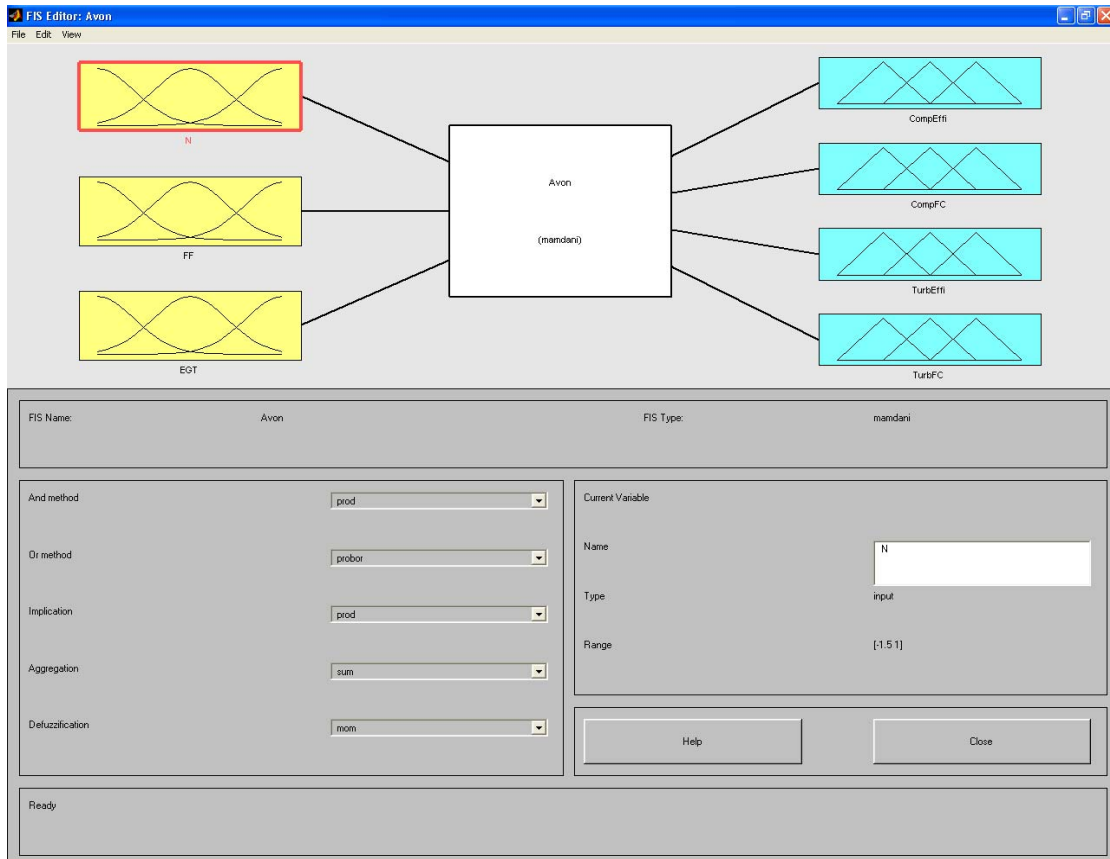 FIS Editor: Avon
File Edit View
N
FF
EGT
Avon
(mamdani)
CompEffi
CompFC
TurbEffi
TurbFC
FIS Name: Avon FIS Type: mamdani
And method prod
Or method probor
Implication prod
Aggregation sum
Defuzzification mom
Current Variable
Name N
Type input
Range [-1.5 1]
Help Close
Ready